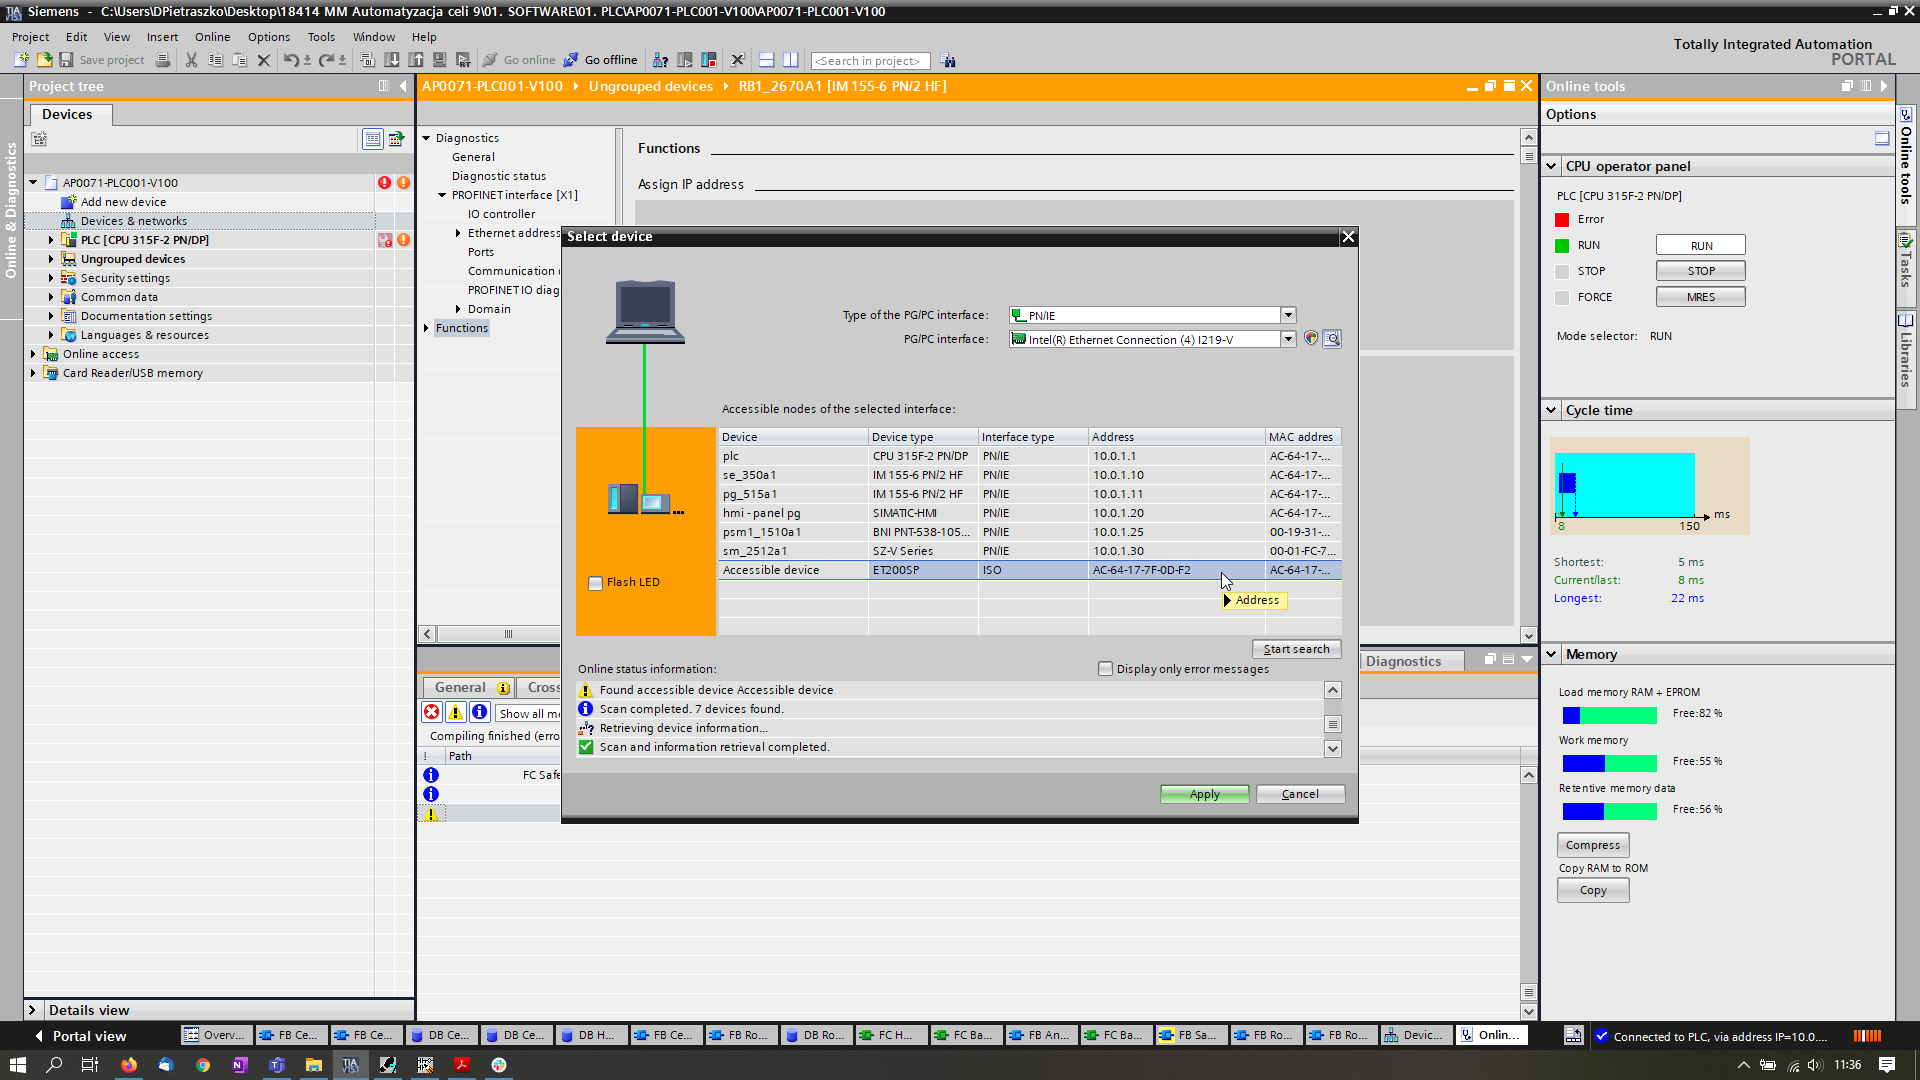 Siemens - C:\Users\DPietraszko\Desktop\18414 MM Automatyzacja celi 9\01. SOFTWARE\01. PLC\AP0071-PLC001-V100\AP0071-PLC001-V100
Project Edit View Insert Online Options Tools Window Help
Totally Integrated Automation
PORTAL
Save project
Go online
Go offline
<Search in project>
Project tree
AP0071-PLC001-V100 Ungrouped devices RB1_2670A1 [IM 155-6 PN/2 HF]
Online tools
Devices
Options
Online & Diagnostics
AP0071-PLC001-V100
Add new device
Devices & networks
PLC [CPU 315F-2 PN/DP]
Ungrouped devices
Security settings
Common data
Documentation settings
Languages & resources
Online access
Card Reader/USB memory
Details view
Diagnostics
General
Diagnostic status
PROFINET interface [X1]
IO controller
Ethernet address
Ports
Communication
PROFINET IO diag
Domain
Functions
Functions
Assign IP address
Select device
Type of the PG/PC interface: PN/IE
PG/PC interface: Intel(R) Ethernet Connection (4) I219-V
Accessible nodes of the selected interface:
Device Device type Interface type Address MAC addres
plc CPU 315F-2 PN/DP PN/IE 10.0.1.1 AC-64-17-...
se_350a1 IM 155-6 PN/2 HF PN/IE 10.0.1.10 AC-64-17-...
pg_515a1 IM 155-6 PN/2 HF PN/IE 10.0.1.11 AC-64-17-...
hmi - panel pg SIMATIC-HMI PN/IE 10.0.1.20 AC-64-17-...
psm1_1510a1 BNI PNT-538-105... PN/IE 10.0.1.25 00-19-31-...
sm_2512a1 SZ-V Series PN/IE 10.0.1.30 00-01-FC-7...
Accessible device ET200SP ISO AC-64-17-7F-0D-F2 AC-64-17-...
Address
Flash LED
Start search
Online status information:
Display only error messages
Found accessible device Accessible device
Scan completed. 7 devices found.
Retrieving device information...
Scan and information retrieval completed.
Apply
Cancel
Diagnostics
General
Cross
Show all me
Compiling finished (erro
! Path
FC Safe
CPU operator panel
PLC [CPU 315F-2 PN/DP]
Error
RUN RUN
STOP STOP
FORCE MRES
Mode selector: RUN
Cycle time
ms
8 150
Shortest: 5 ms
Current/last: 8 ms
Longest: 22 ms
Memory
Load memory RAM + EPROM
Free:82 %
Work memory
Free:55 %
Retentive memory data
Free:56 %
Compress
Copy RAM to ROM
Copy
Online tools
Tasks
Libraries
Portal view
Overv...
FB Ce...
FB Ce...
DB Ce...
DB Ce...
DB H...
FB Ce...
FB Ro...
DB Ro...
FC H...
FC Ba...
FB An...
FC Ba...
FB Sa...
FB Ro...
FB Ro...
Devic...
Onlin...
Connected to PLC, via address IP=10.0....
11:36